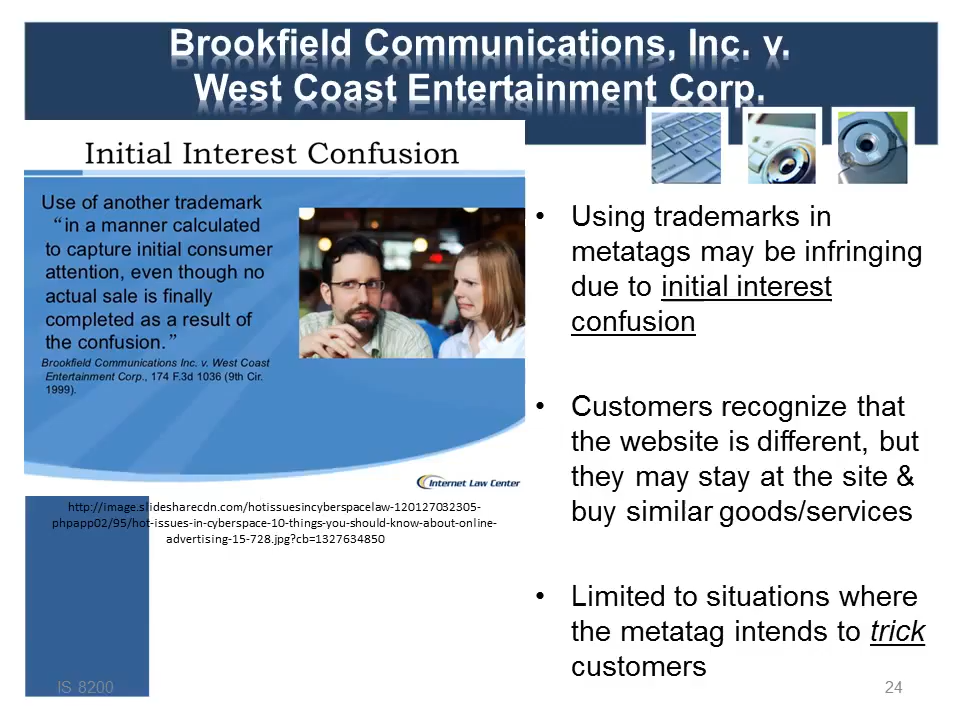 Brookfield Communications, Inc. v.
West Coast Entertainment Corp.
Initial Interest Confusion
Use of another trademark
“in a manner calculated
to capture initial consumer
attention, even though no
actual sale is finally
completed as a result of
the confusion.”
Brookfield Communications Inc. v. West Coast
Entertainment Corp., 174 F.3d 1036 (9th Cir.
1999).
Internet Law Center
http://image.slidesharecdn.com/hotissuesincyberspacelaw-120127032305-
phpapp02/95/hot-issues-in-cyberspace-10-things-you-should-know-about-online-
advertising-15-728.jpg?cb=1327634850
• Using trademarks in
metatags may be infringing
due to initial interest
confusion
• Customers recognize that
the website is different, but
they may stay at the site &
buy similar goods/services
• Limited to situations where
the metatag intends to trick
customers
IS 8200
24